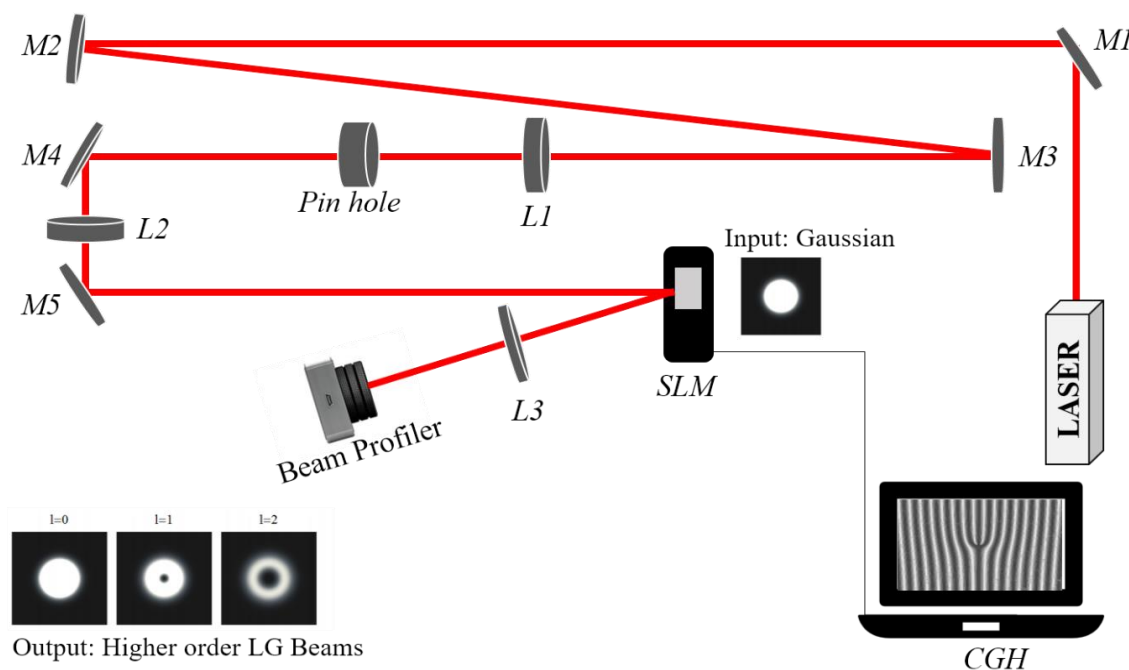 M2
M1
M4
M3
Pin hole
L1
L2
Input: Gaussian
M5
SLM
L3
LASER
Beam Profiler
l=0
l=1
l=2
Output: Higher order LG Beams
CGH